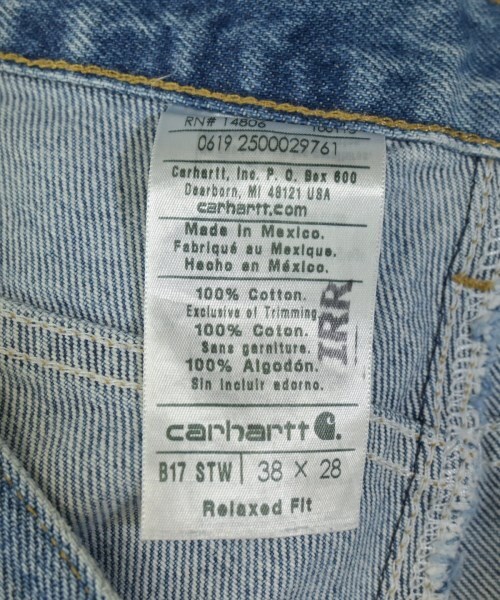 RN# 14806
0619 2500029761
Carhartt, Inc. P. O. Box 600
Dearborn, MI 48121 USA
carhartt.com
Made in Mexico.
Fabriqué au Mexique.
Hecho en México.
100% Cotton.
Exclusive of Trimming.
100% Coton.
Sans garniture.
100% Algodón.
Sin incluir adorno.
IRR
carhartt
B17 STW 38 X 28
Relaxed Fit